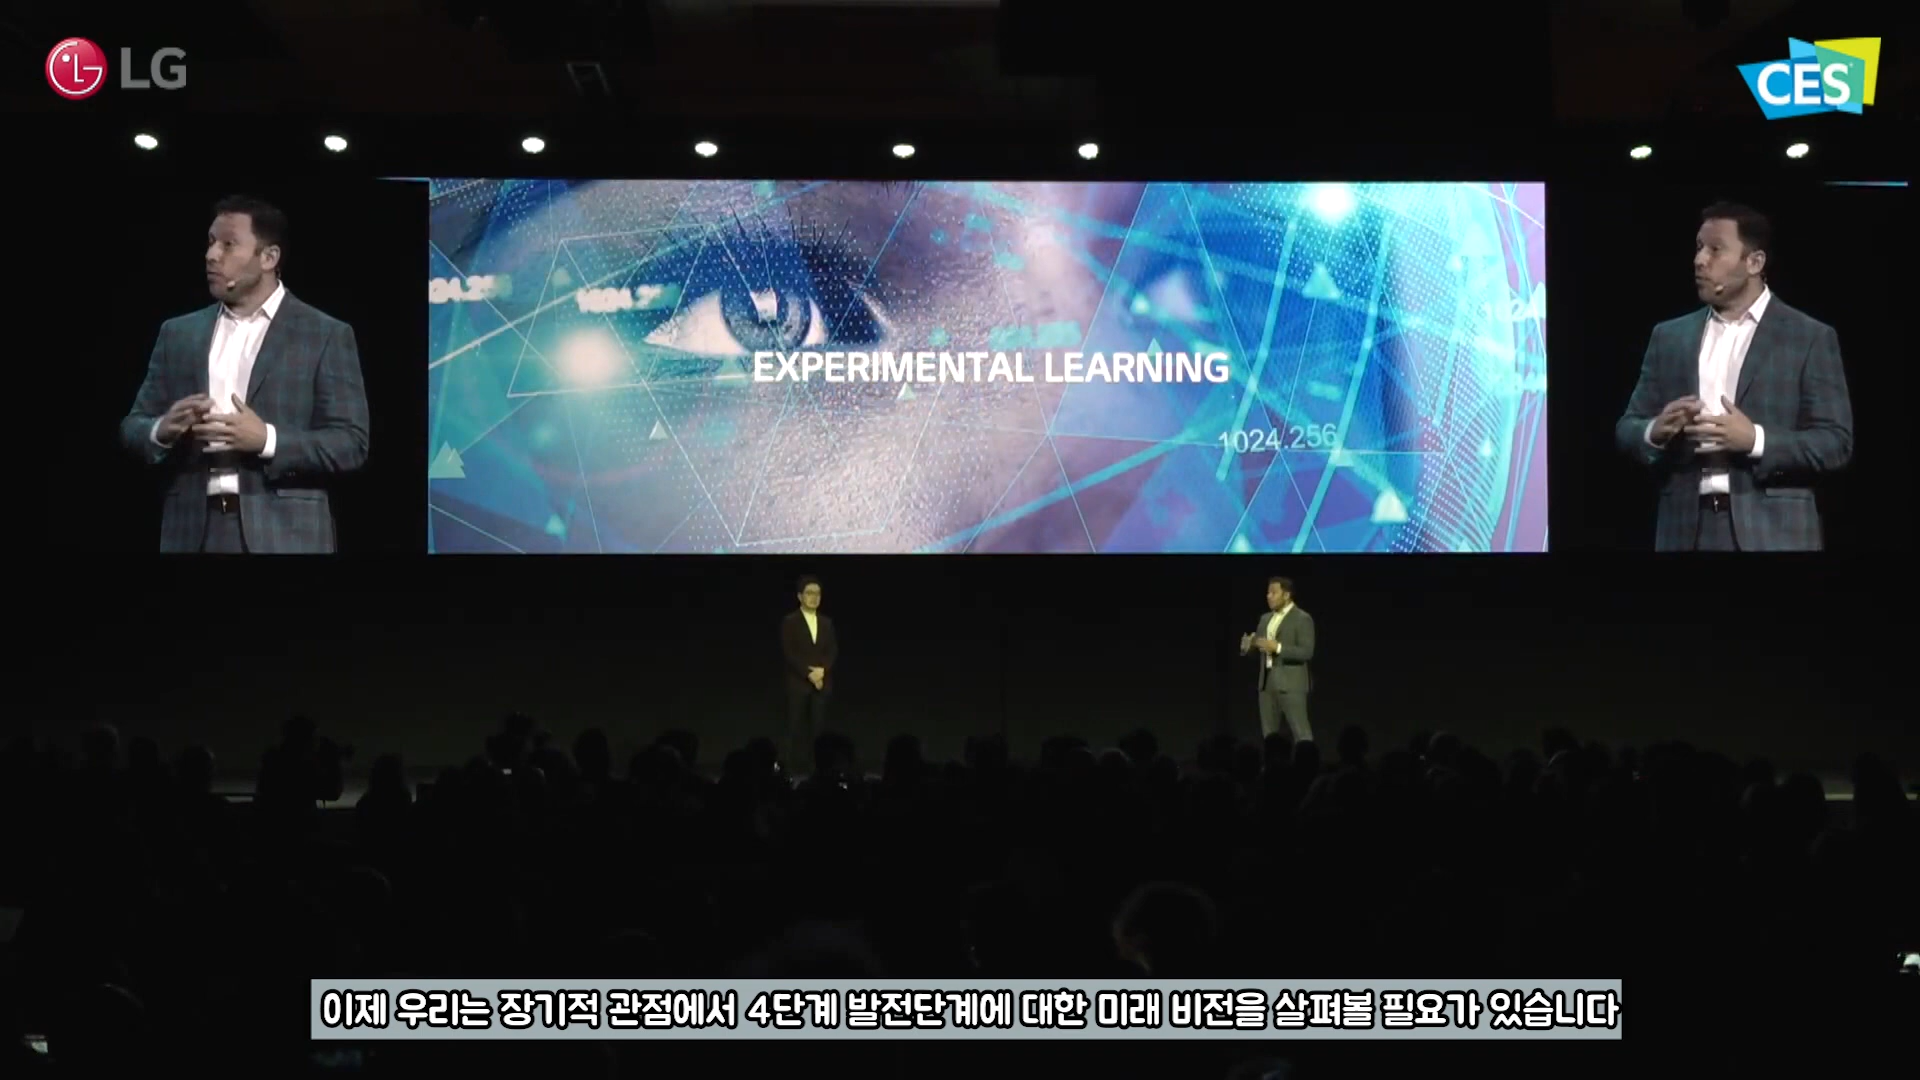 LG
CES
1024.2
EXPERIMENTAL LEARNING
1024.256
이제 우리는 장기적 관점에서 4단계 발전단계에 대한 미래 비전을 살펴볼 필요가 있습니다